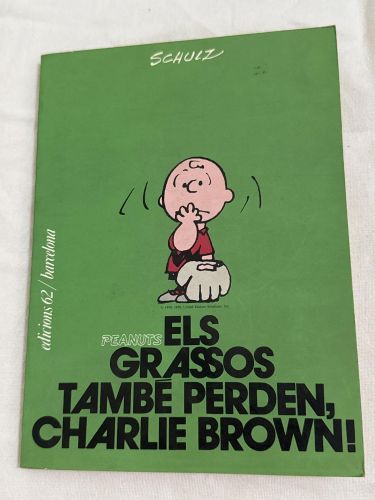 SCHULZ
edicions 62 / barcelona
PEANUTS ELS
GRASSOS
TAMBÉ PERDEN,
CHARLIE BROWN!